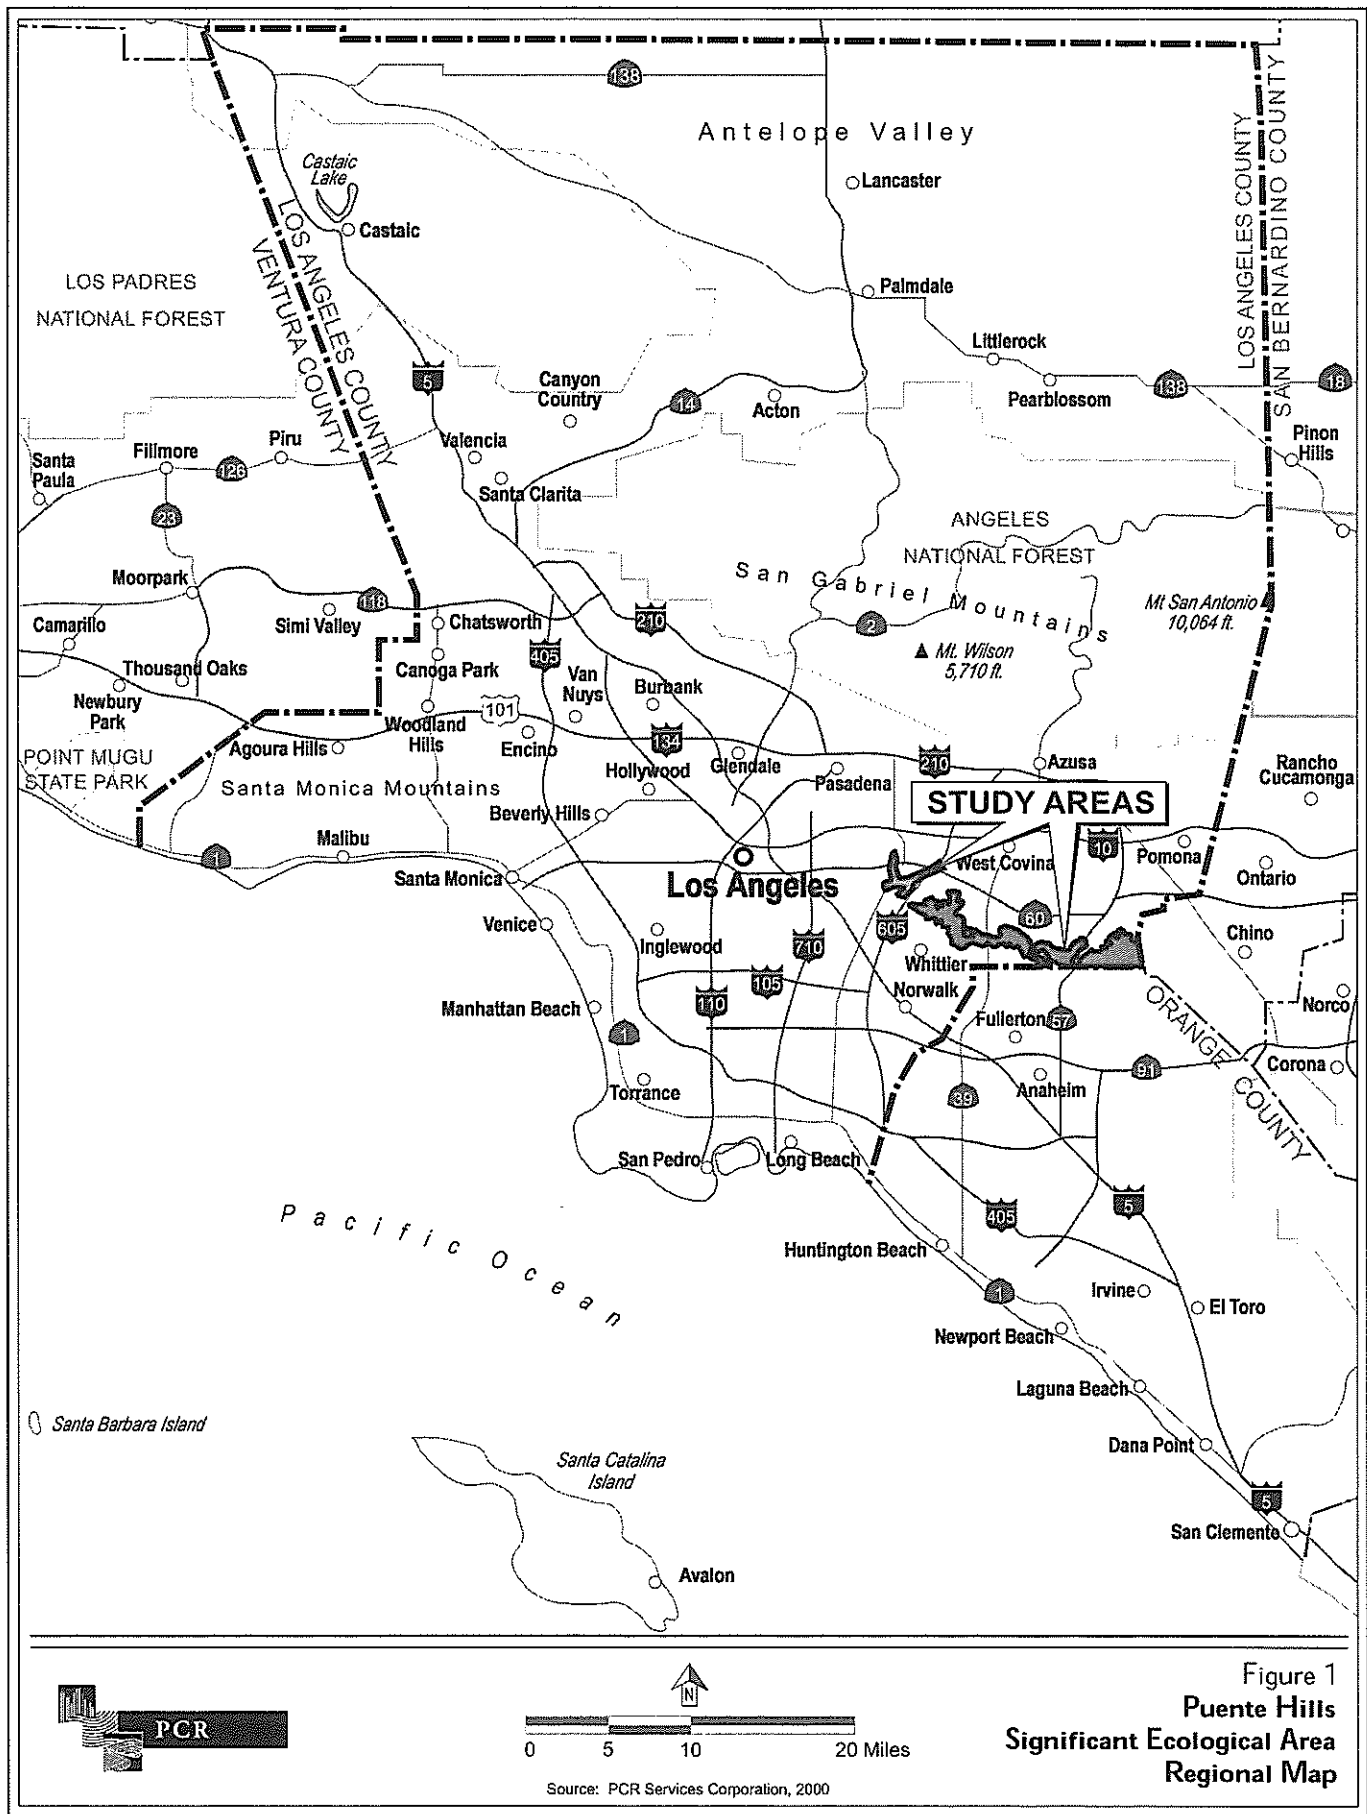 138
Antelope Valley
Castaic
Lake
Lancaster
Castaic
LOS ANGELES COUNTY
VENTURA COUNTY
LOS ANGELES COUNTY
SAN BERNARDINO COUNTY
LOS PADRES
NATIONAL FOREST
Palmdale
Littlerock
5
Canyon
Country
14
Acton
Pearblossom
138
18
Pinon
Hills
Santa
Paula
Fillmore
126
Piru
Valencia
Santa Clarita
23
ANGELES
NATIONAL FOREST
San Gabriel Mountains
Moorpark
118
Simi Valley
Chatsworth
210
2
Mt San Antonio
10,064 ft.
Camarillo
Thousand Oaks
Canoga Park
405
Van
Nuys
Burbank
Mt. Wilson
5,710 ft.
Newbury
Park
Woodland
Hills
101
Encino
134
Agoura Hills
POINT MUGU
STATE PARK
Santa Monica Mountains
Hollywood
Glendale
Pasadena
210
Azusa
Rancho
Cucamonga
STUDY AREAS
Beverly Hills
Malibu
1
Santa Monica
Los Angeles
West Covina
10
Pomona
Ontario
Venice
Inglewood
710
605
60
Whittier
Chino
Manhattan Beach
110
105
Norwalk
Norco
1
Fullerton
57
ORANGE COUNTY
Torrance
39
Anaheim
91
Corona
San Pedro
Long Beach
Pacific Ocean
405
5
Huntington Beach
1
Irvine
El Toro
Newport Beach
Laguna Beach
Santa Barbara Island
Santa Catalina
Island
Dana Point
5
San Clemente
Avalon
PCR
N
0 5 10 20 Miles
Source: PCR Services Corporation, 2000
Figure 1
Puente Hills
Significant Ecological Area
Regional Map